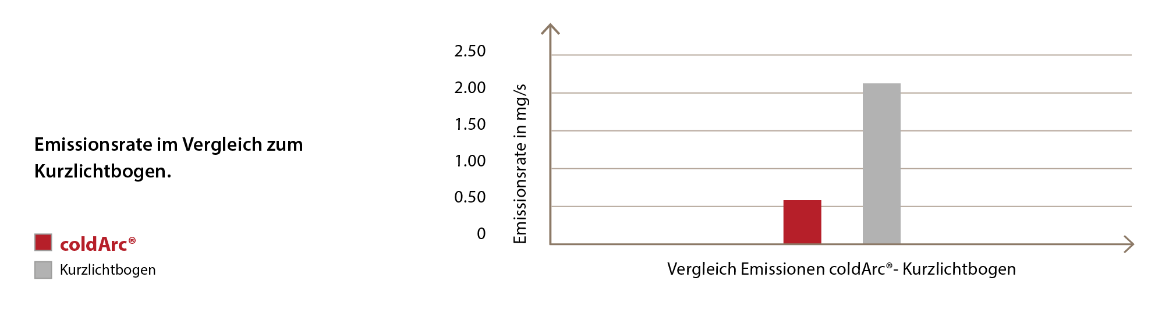 Emissionsrate im Vergleich zum
Kurzlichtbogen.
coldArc®
Kurzlichtbogen
2.50
2.00
1.50
1.00
0.50
0
Emissionsrate in mg/s
Vergleich Emissionen coldArc®- Kurzlichtbogen